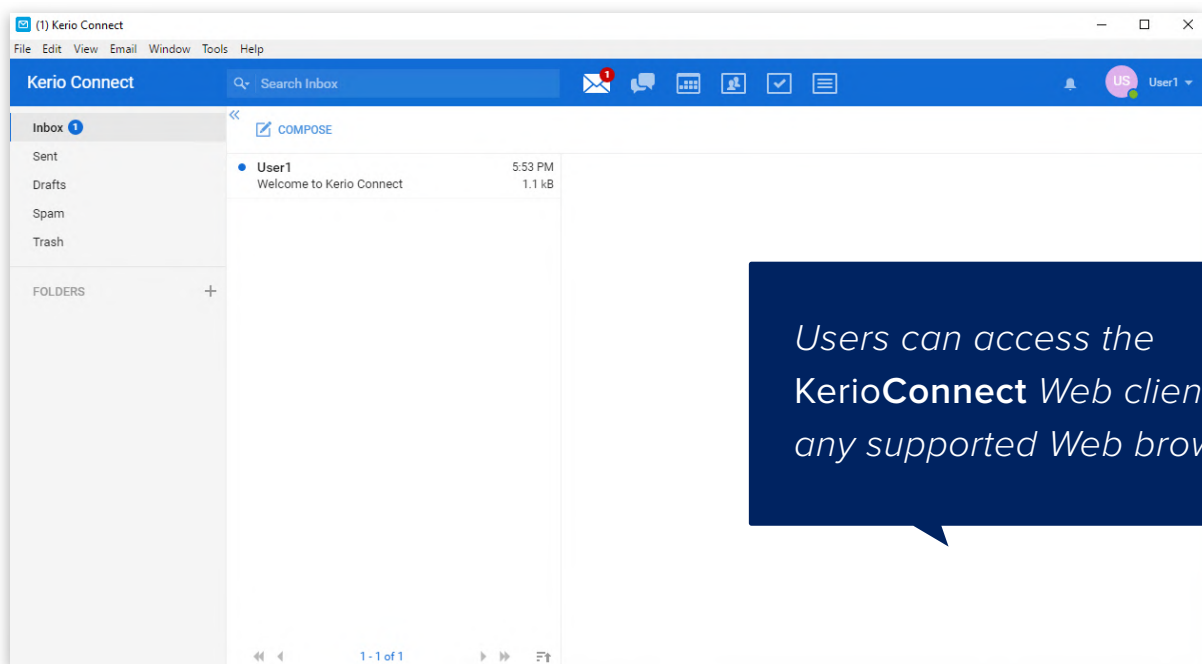 (1) Kerio Connect
File Edit View Email Window Tools Help
Kerio Connect
Search Inbox
1
US
User1
Inbox 1
Sent
Drafts
Spam
Trash
FOLDERS
COMPOSE
User1 5:53 PM
Welcome to Kerio Connect 1.1 kB
1 - 1 of 1
Users can access the
KerioConnect Web clien
any supported Web brow